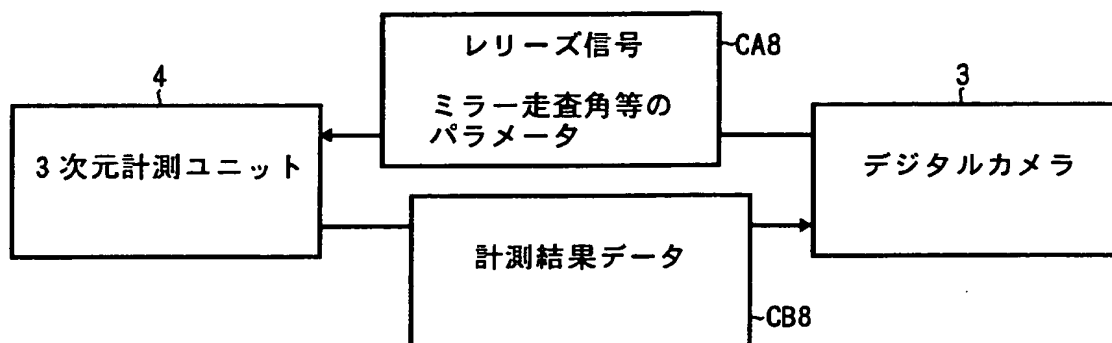 レリーズ信号
CA8
ミラー走査角等の
パラメータ
4
3次元計測ユニット
3
デジタルカメラ
計測結果データ
CB8